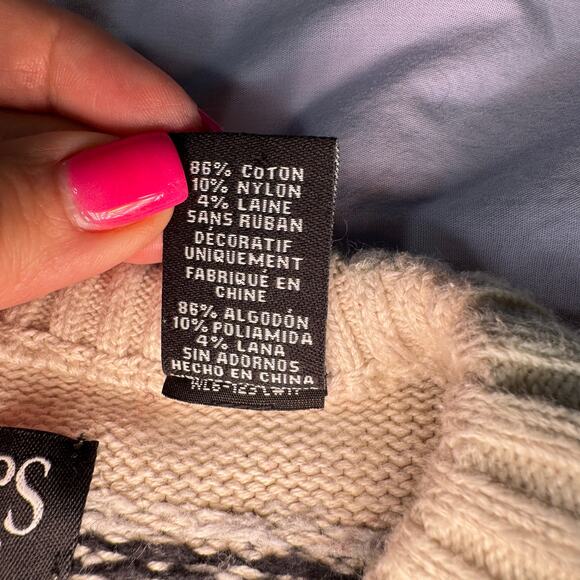 86% COTON
10% NYLON
4% LAINE
SANS RUBAN
DÉCORATIF
UNIQUEMENT
FABRIQUÉ EN
CHINE
86% ALGODÓN
10% POLIAMIDA
4% LANA
SIN ADORNOS
HECHO EN CHINA